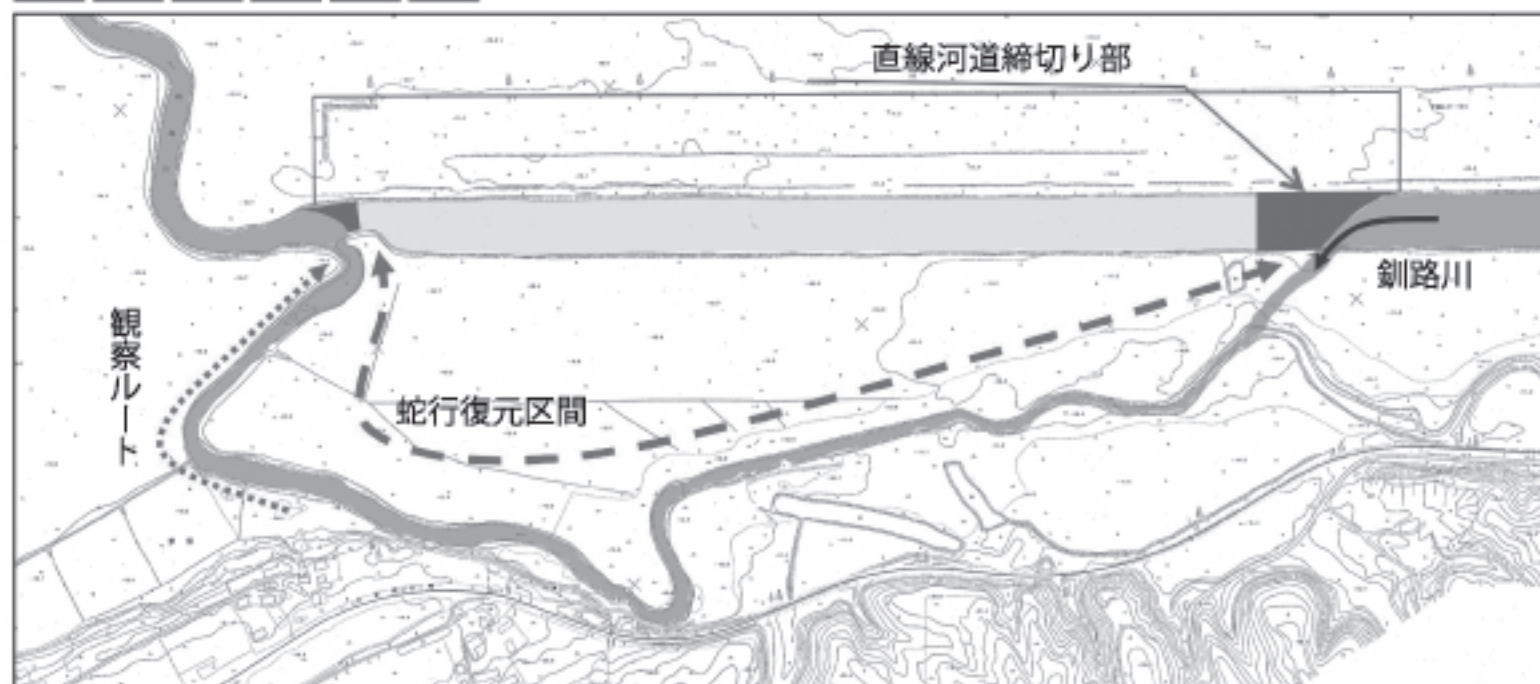 直線河道締切り部
釧路川
観察ルート
蛇行復元区間